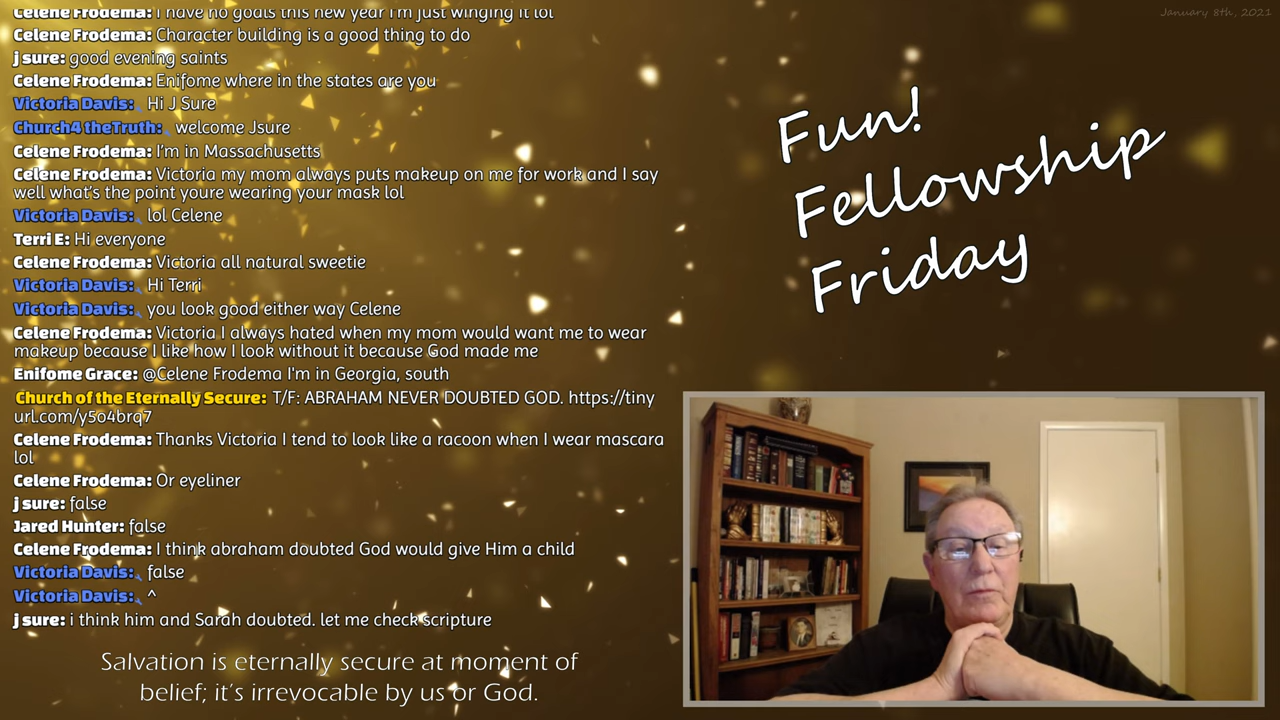 Celene Frodema: I have no goals this new year I'm just winging it lol
Celene Frodema: Character building is a good thing to do
j sure: good evening saints
Celene Frodema: Enifome where in the states are you
Victoria Davis: Hi J Sure
Church4 theTruth: welcome Jsure
Celene Frodema: I'm in Massachusetts
Celene Frodema: Victoria my mom always puts makeup on me for work and I say
well what's the point youre wearing your mask lol
Victoria Davis: lol Celene
Terri E: Hi everyone
Celene Frodema: Victoria all natural sweetie
Victoria Davis: Hi Terri
Victoria Davis: you look good either way Celene
Celene Frodema: Victoria I always hated when my mom would want me to wear
makeup because I like how I look without it because God made me
Enifome Grace: @Celene Frodema I'm in Georgia, south
Church of the Eternally Secure: T/F: ABRAHAM NEVER DOUBTED GOD. https://tiny
url.com/y5o4brq7
Celene Frodema: Thanks Victoria I tend to look like a racoon when I wear mascara
lol
Celene Frodema: Or eyeliner
j sure: false
Jared Hunter: false
Celene Frodema: I think abraham doubted God would give Him a child
Victoria Davis: false
Victoria Davis: ^
j sure: i think him and Sarah doubted. let me check scripture
Salvation is eternally secure at moment of
belief; it's irrevocable by us or God.
January 8th, 2021
Fun!
Fellowship
Friday